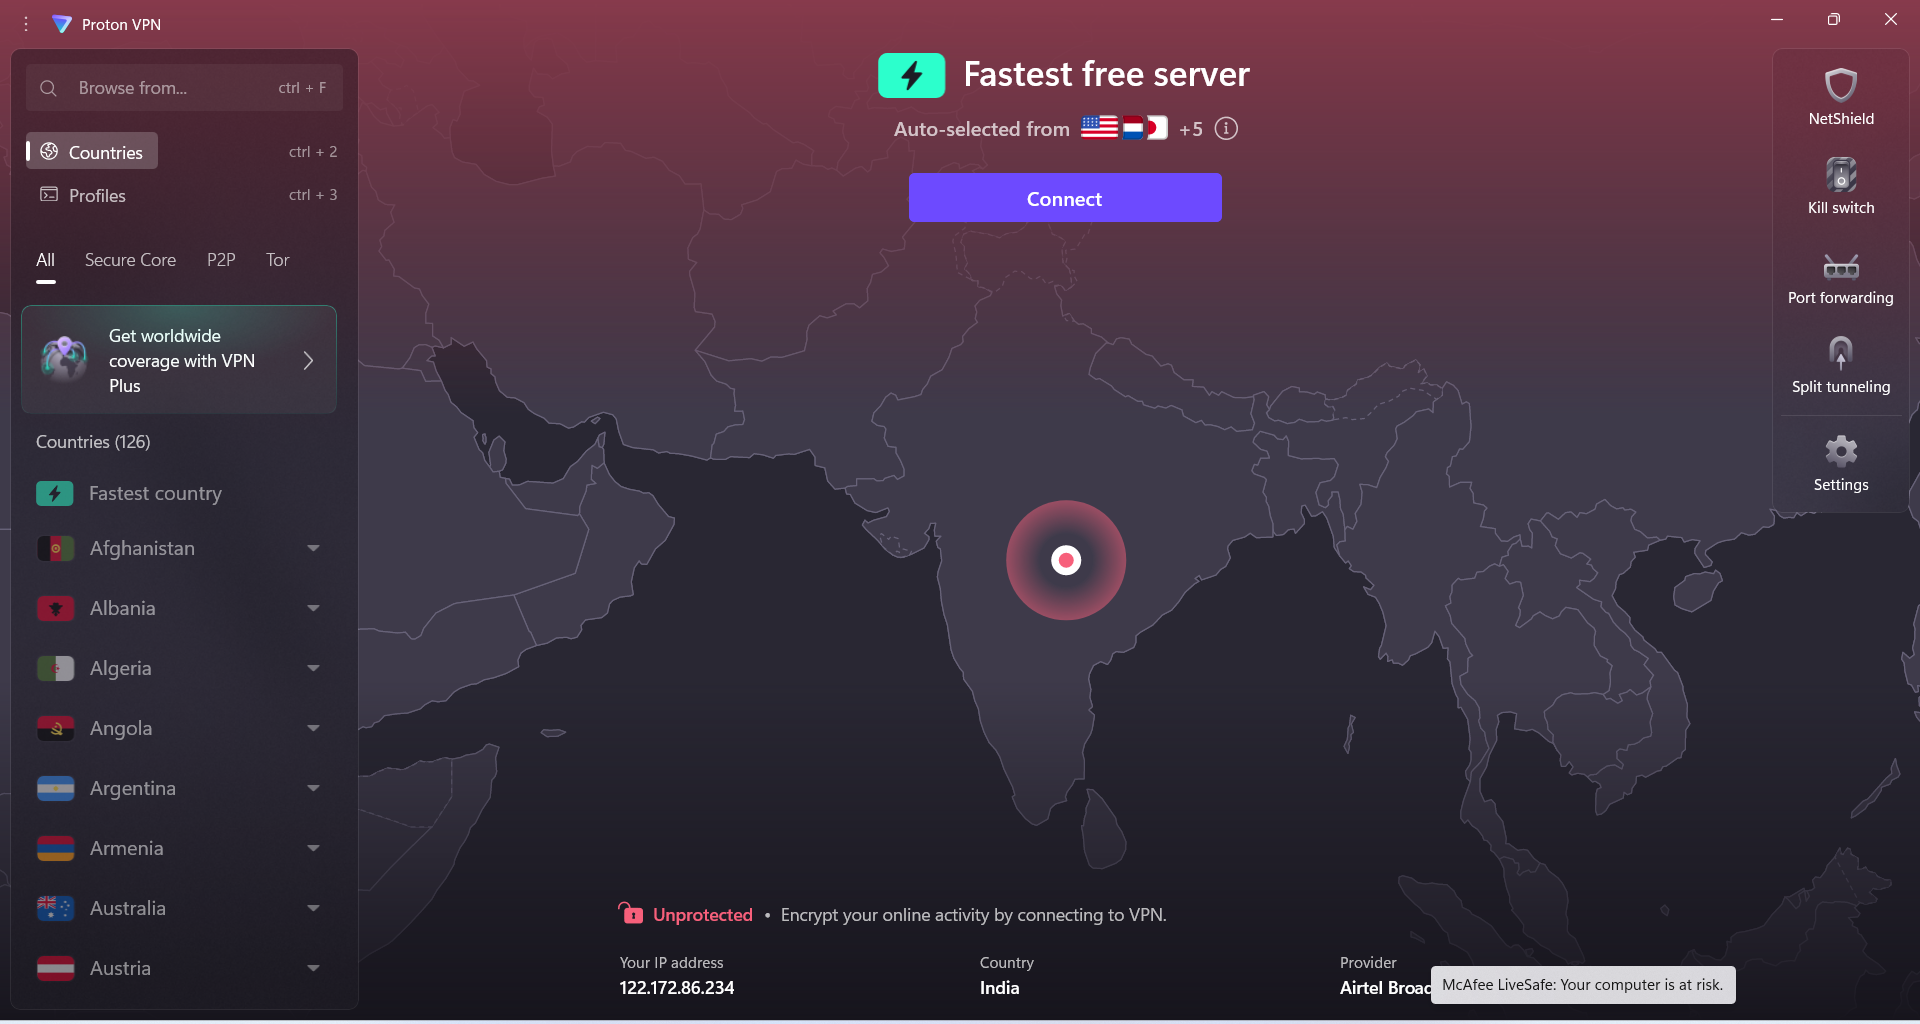 Proton VPN
Browse from...
ctrl + F
Countries
ctrl + 2
Profiles
ctrl + 3
All
Secure Core
P2P
Tor
Get worldwide
coverage with VPN
Plus
Countries (126)
Fastest country
Afghanistan
Albania
Algeria
Angola
Argentina
Armenia
Australia
Austria
Fastest free server
Auto-selected from
+5
Connect
Unprotected • Encrypt your online activity by connecting to VPN.
Your IP address
122.172.86.234
Country
India
Provider
Airtel Broad
McAfee LiveSafe: Your computer is at risk.
NetShield
Kill switch
Port forwarding
Split tunneling
Settings